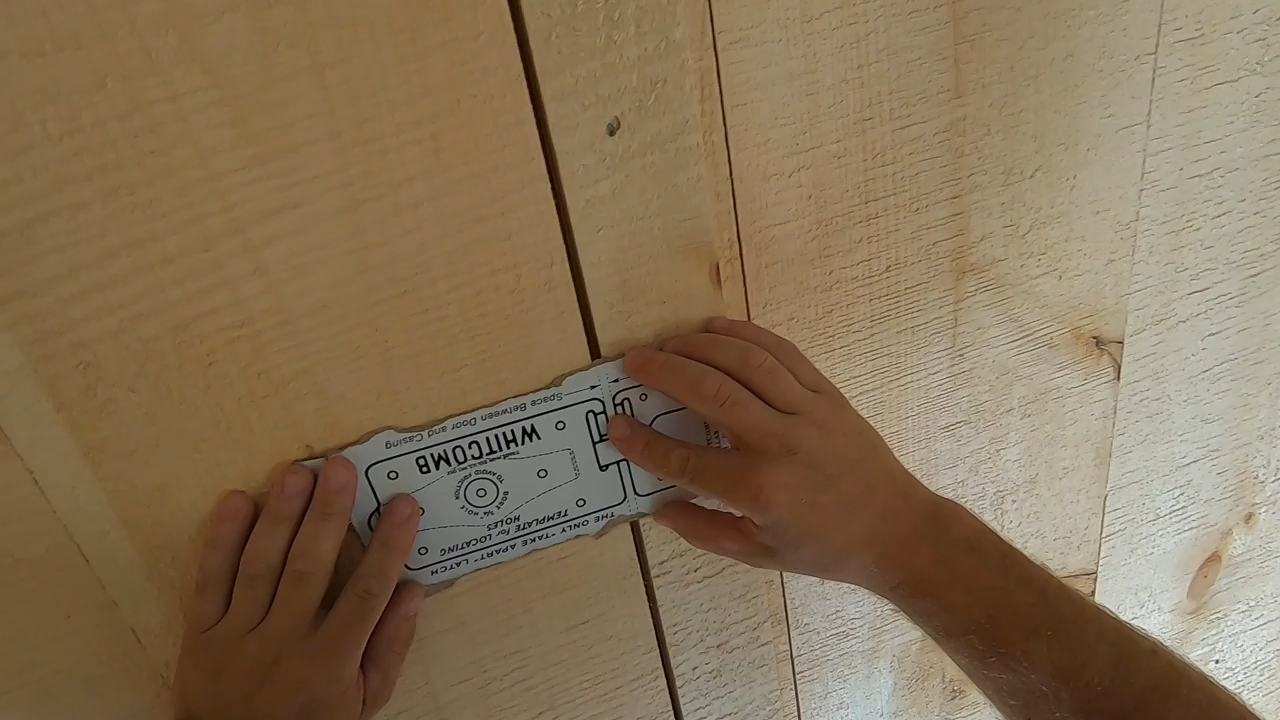 THE ONLY "TAKE APART" LATCH
TEMPLATE for LOCATING
HOLES
BORE 3/4 HOLE
TO AVOID FRICTION
WHITCOMB
Space Between Door and Casing